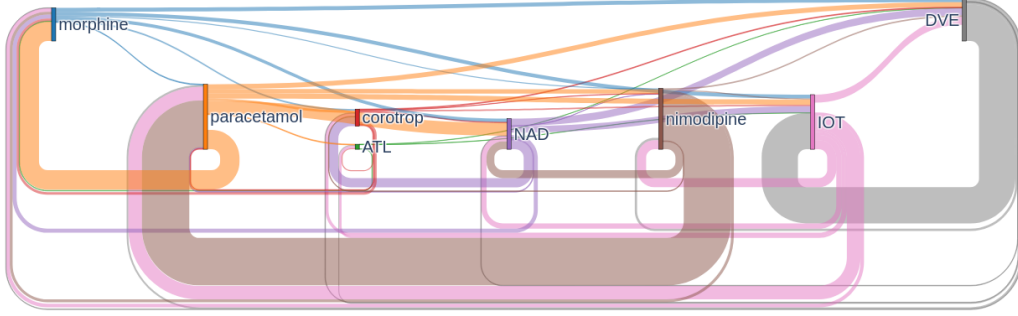 morphine
DVE
paracetamol
corotrop
nimodipine
IOT
NAD
ATL